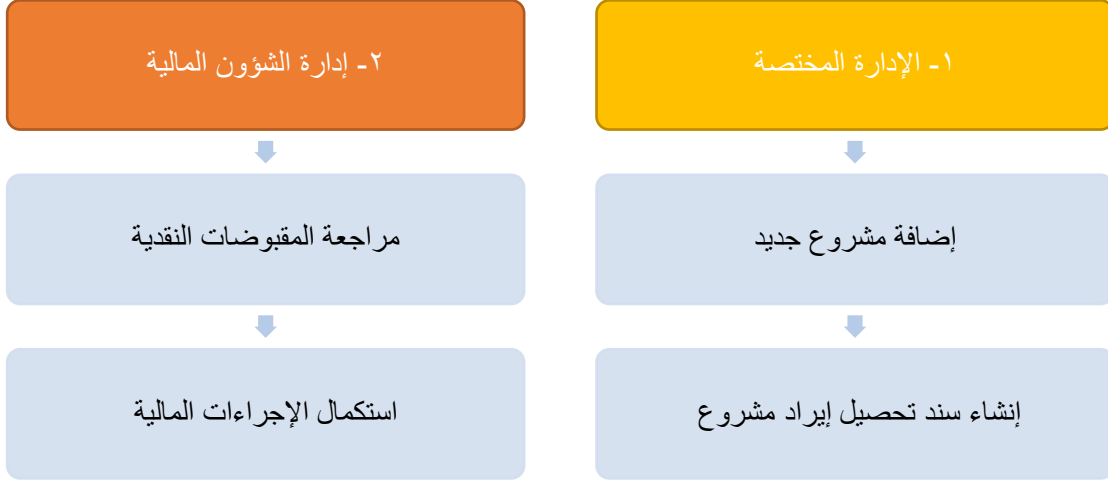 ١- الإدارة المختصة
إضافة مشروع جديد
إنشاء سند تحصيل إيراد مشروع
٢- إدارة الشؤون المالية
مراجعة المقبوضات النقدية
استكمال الإجراءات المالية